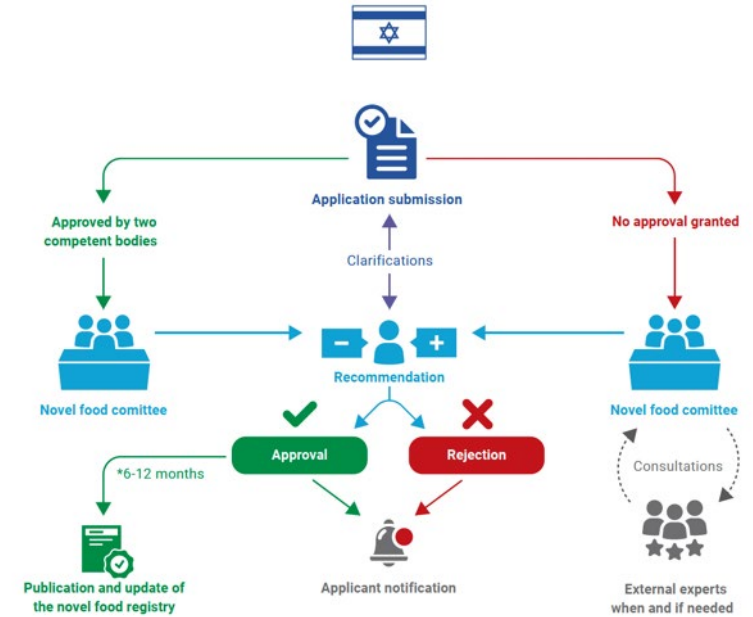 Application submission
Approved by two
competent bodies
No approval granted
Clarifications
Recommendation
Novel food comittee
Novel food comittee
Approval
Rejection
*6-12 months
Consultations
Publication and update of
the novel food registry
Applicant notification
External experts
when and if needed